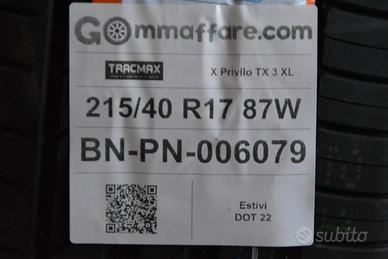 GOmmaffare.com
TRACMAX
X Privilo TX 3 XL
215/40 R17 87W
BN-PN-006079
Estivi
DOT 22
subito